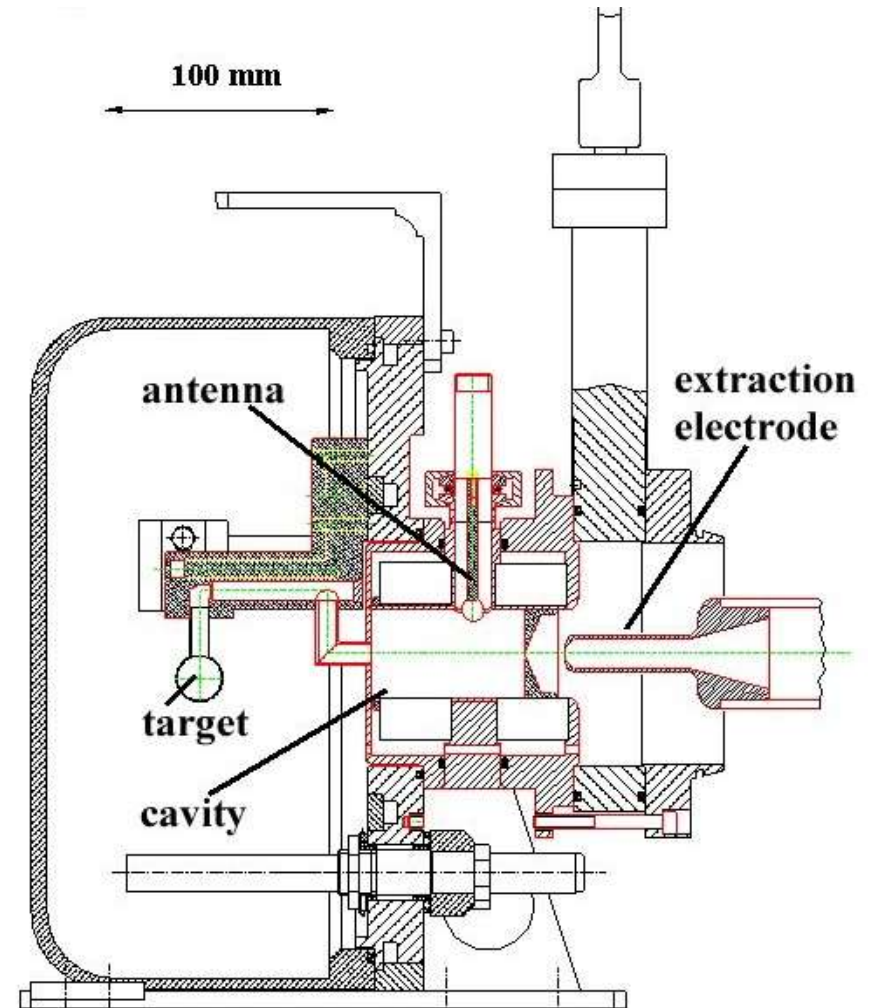 100 mm
antenna
extraction
electrode
target
cavity